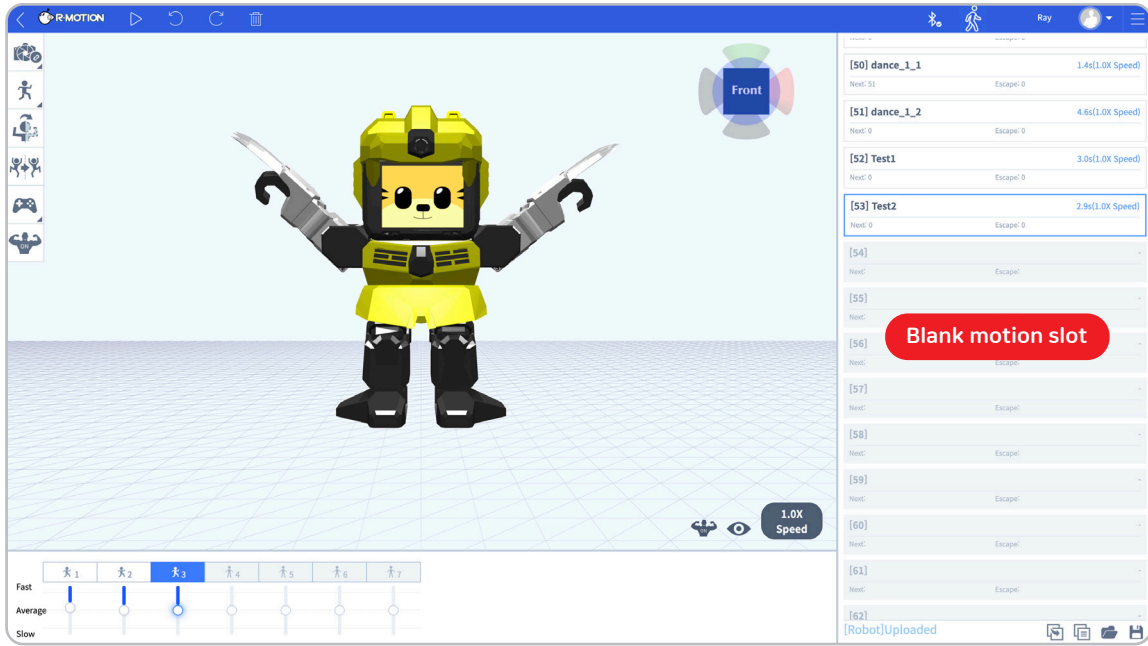 R-MOTION
Ray
Front
ON
[50] dance_1_1 1.4s(1.0X Speed)
Next: 51 Escape: 0
[51] dance_1_2 4.6s(1.0X Speed)
Next: 0 Escape: 0
[52] Test1 3.0s(1.0X Speed)
Next: 0 Escape: 0
[53] Test2 2.9s(1.0X Speed)
Next: 0 Escape: 0
[54] -
Next: Escape:
[55] -
Next:
Blank motion slot
[56] -
Next: Escape:
[57] -
Next: Escape:
[58] -
Next: Escape:
[59] -
Next: Escape:
[60] -
Next: Escape:
[61] -
Next: Escape:
[62] -
[Robot]Uploaded
1.0X
Speed
1 2 3 4 5 6 7
Fast
Average
Slow